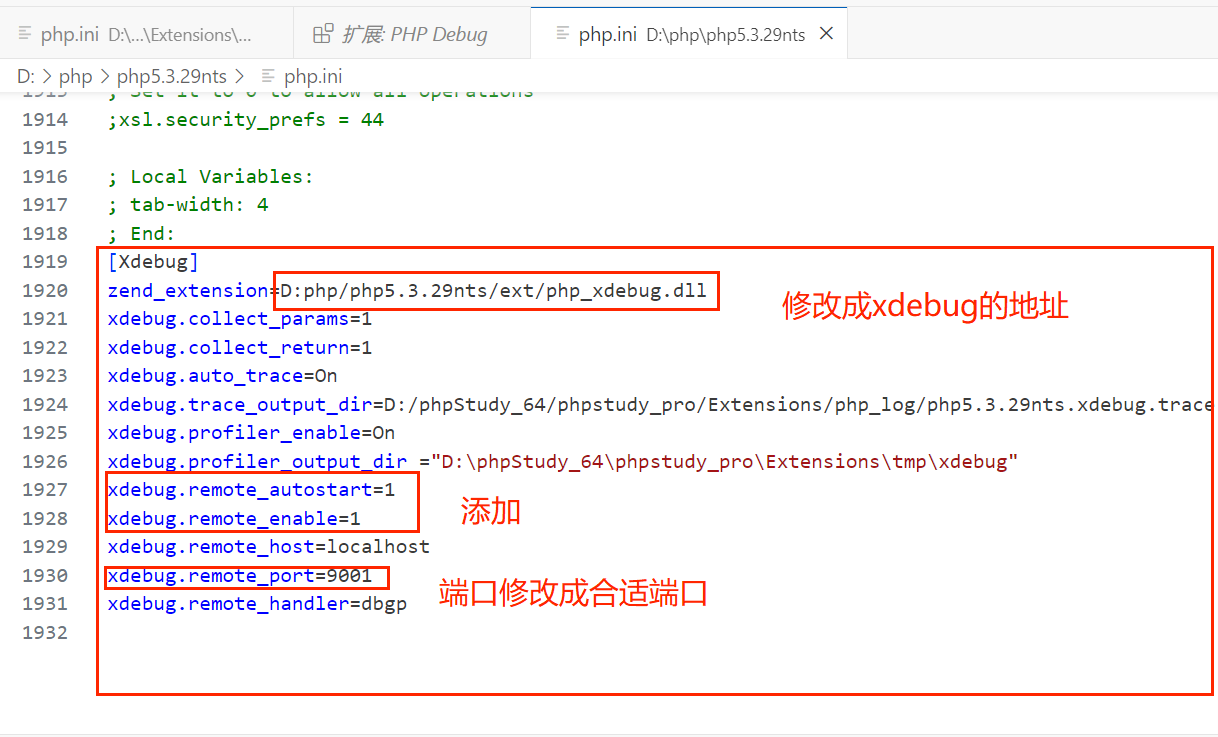 php.ini D:\...\Extensions\...
扩展: PHP Debug
php.ini D:\php\php5.3.29nts
D: > php > php5.3.29nts > php.ini
1913 ; Set it to 0 to allow all operations
1914 ;xsl.security_prefs = 44
1915
1916 ; Local Variables:
1917 ; tab-width: 4
1918 ; End:
1919 [Xdebug]
1920 zend_extension=D:php/php5.3.29nts/ext/php_xdebug.dll
修改成xdebug的地址
1921 xdebug.collect_params=1
1922 xdebug.collect_return=1
1923 xdebug.auto_trace=On
1924 xdebug.trace_output_dir=D:/phpStudy_64/phpstudy_pro/Extensions/php_log/php5.3.29nts.xdebug.trace
1925 xdebug.profiler_enable=On
1926 xdebug.profiler_output_dir ="D:\phpStudy_64\phpstudy_pro\Extensions\tmp\xdebug"
1927 xdebug.remote_autostart=1
添加
1928 xdebug.remote_enable=1
1929 xdebug.remote_host=localhost
1930 xdebug.remote_port=9001
端口修改成合适端口
1931 xdebug.remote_handler=dbgp
1932